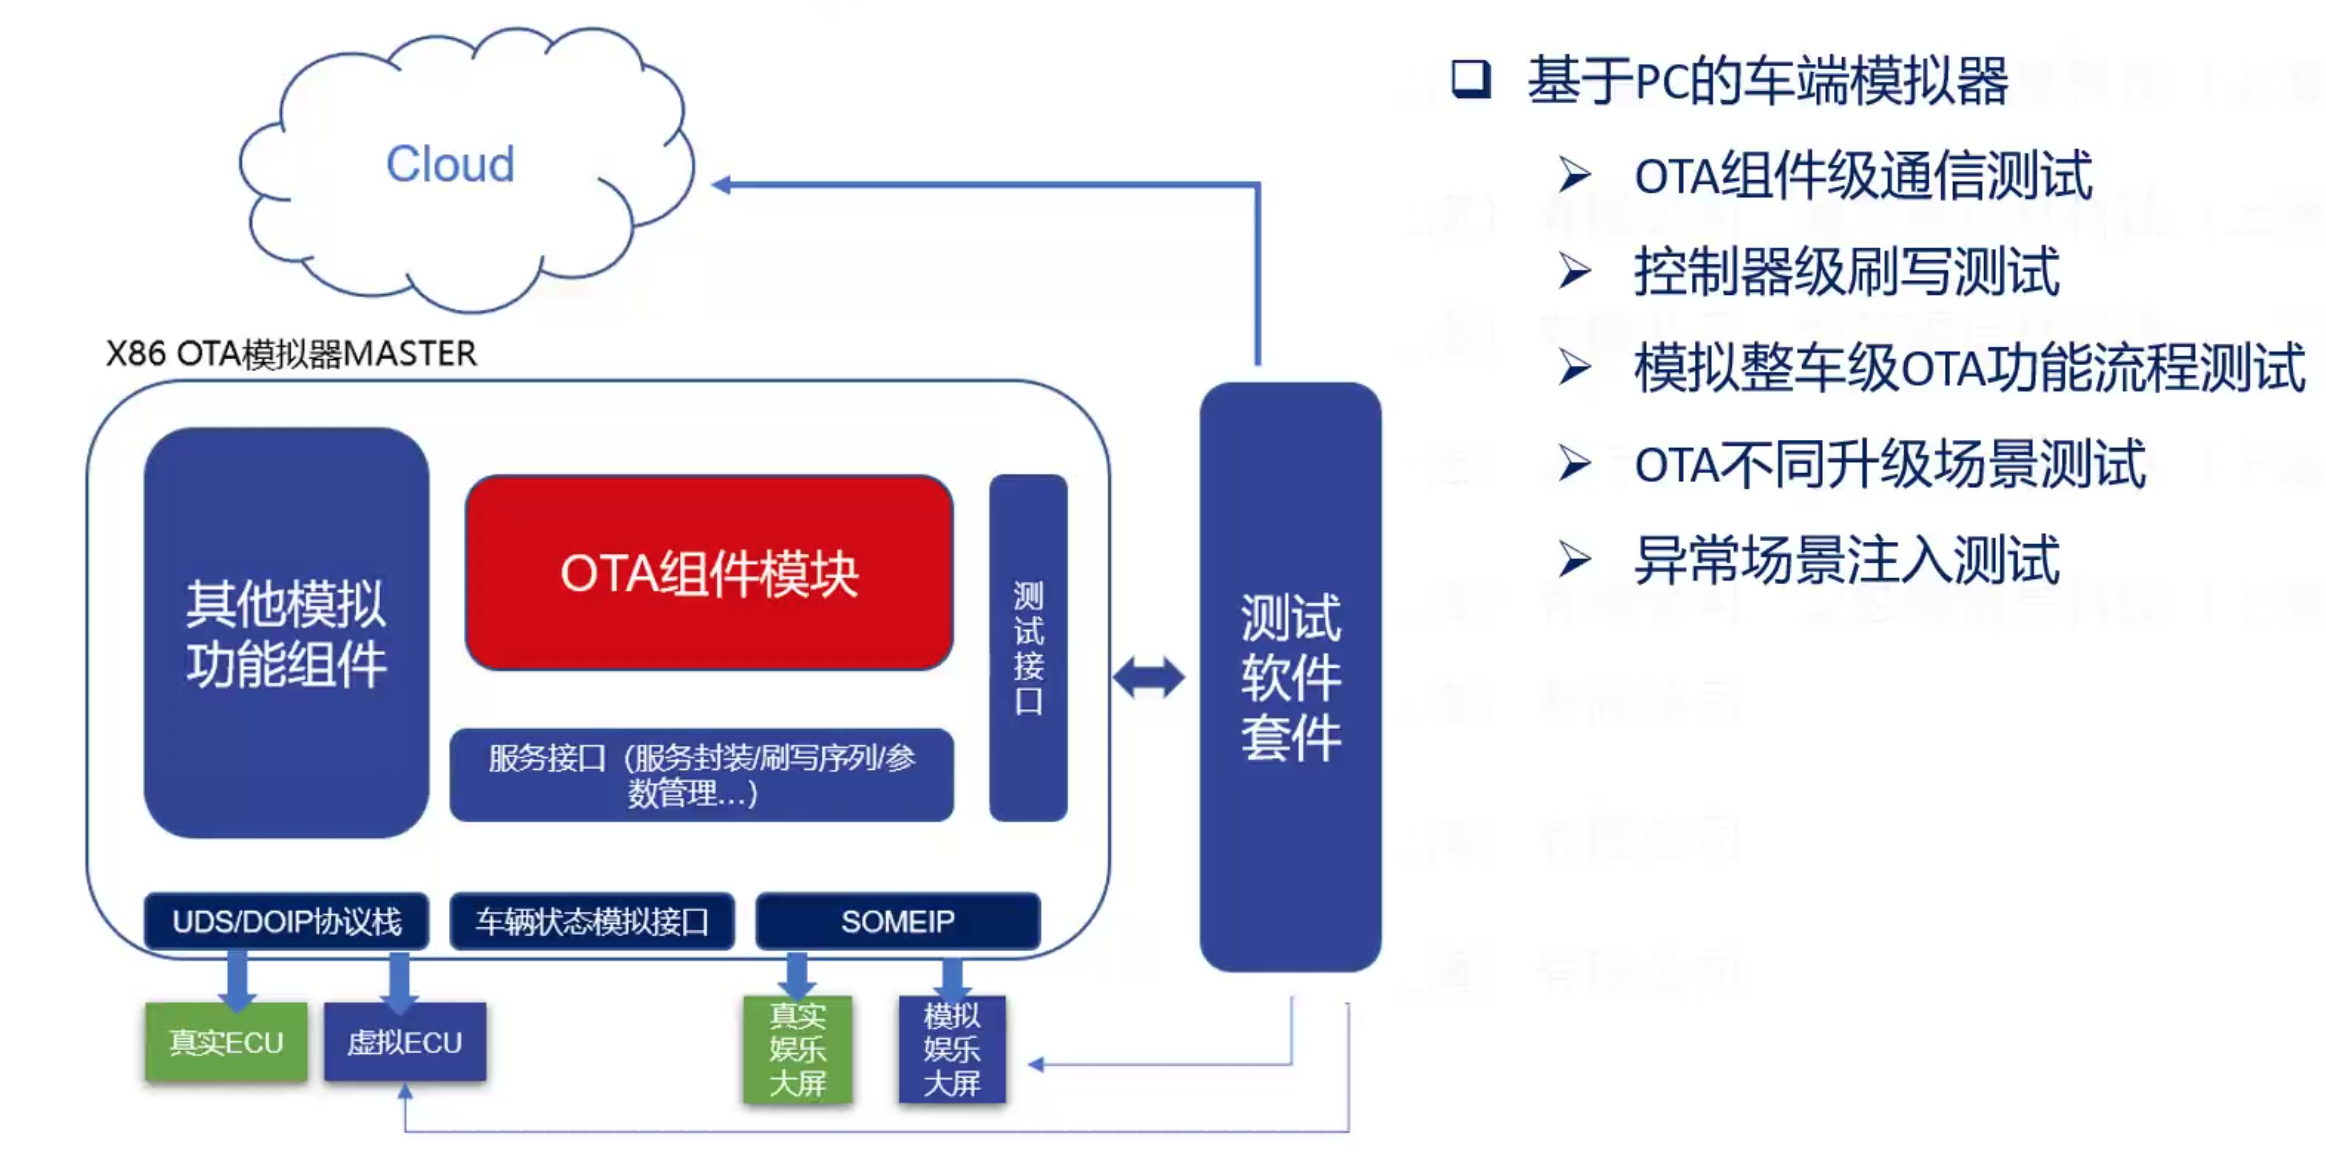 Cloud
X86 OTA模拟器MASTER
其他模拟
功能组件
OTA组件模块
服务接口（服务封装/刷写序列/参
数管理...）
测
试
接
口
UDS/DOIP协议栈
车辆状态模拟接口
SOMEIP
真实ECU
虚拟ECU
真实
娱乐
大屏
模拟
娱乐
大屏
测试
软件
套件
基于PC的车端模拟器
OTA组件级通信测试
控制器级刷写测试
模拟整车级OTA功能流程测试
OTA不同升级场景测试
异常场景注入测试